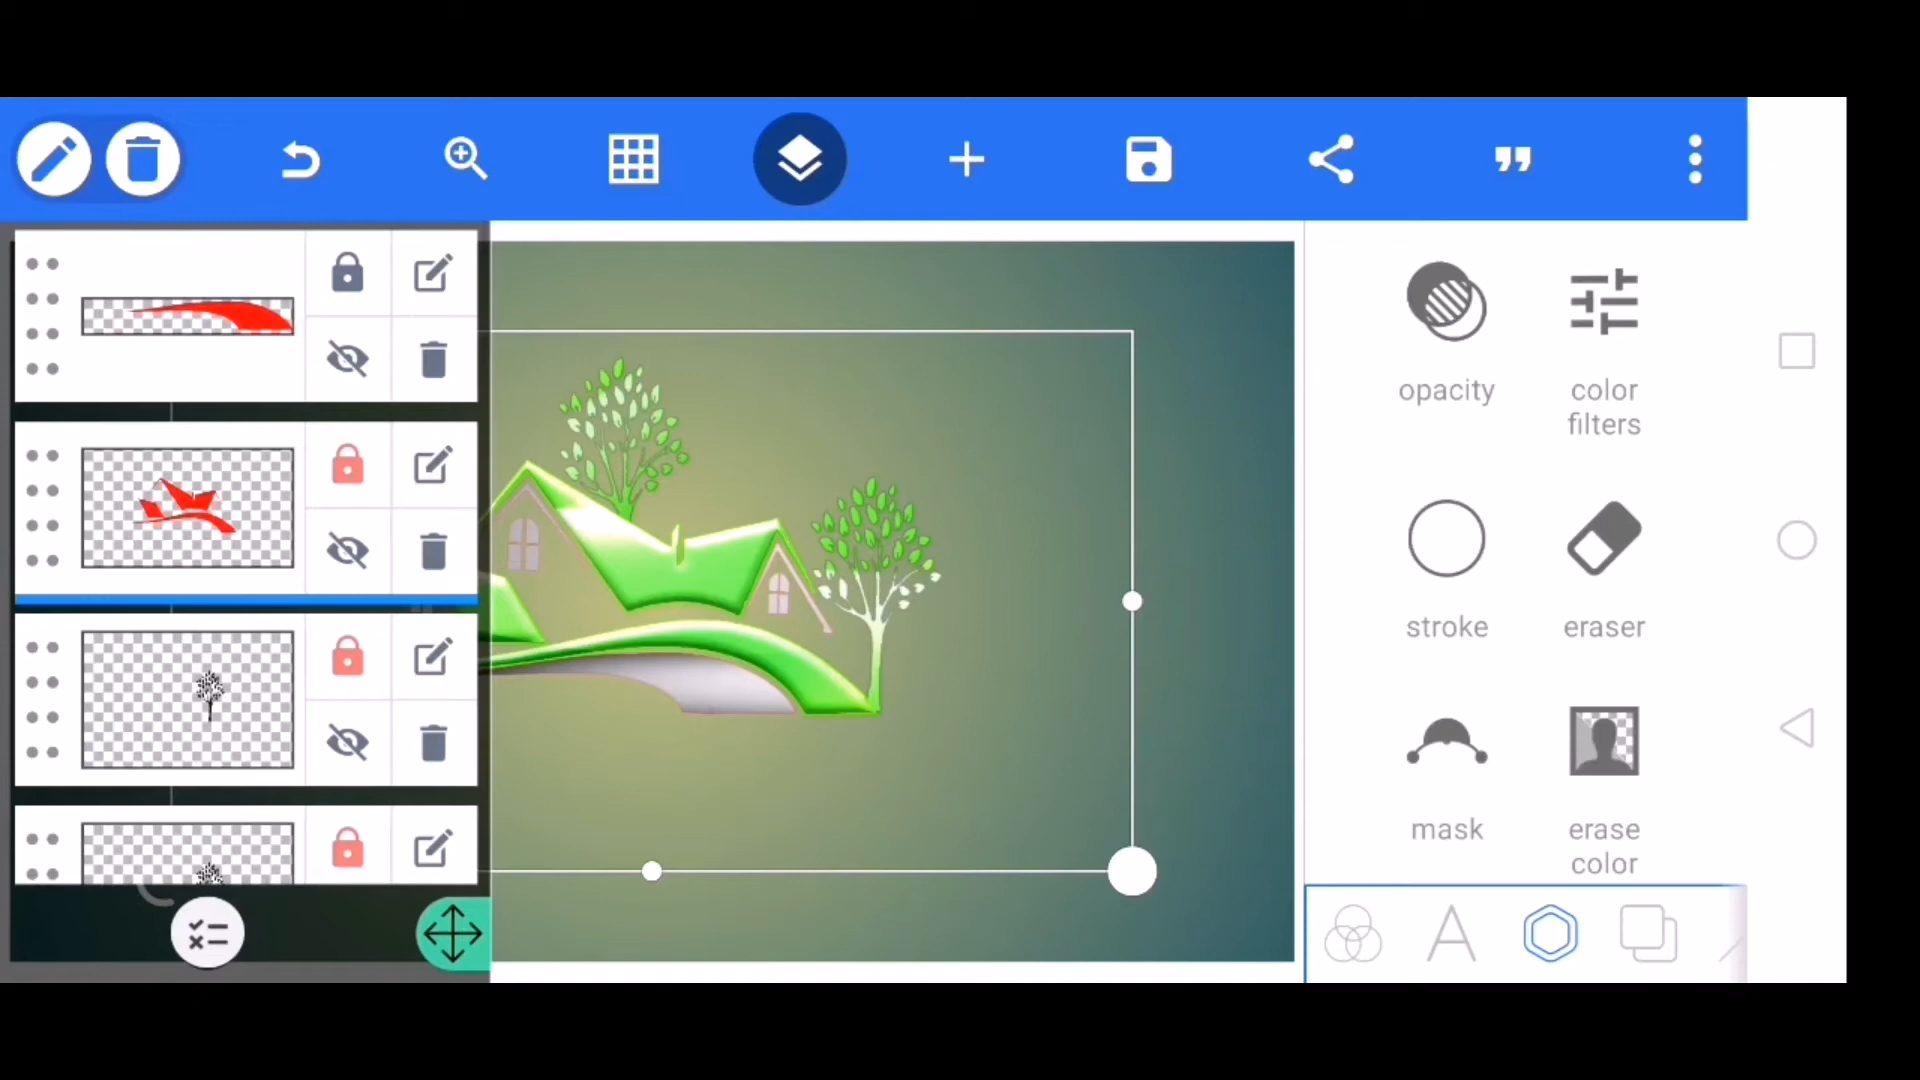 opacity
color
filters
stroke
eraser
mask
erase
color